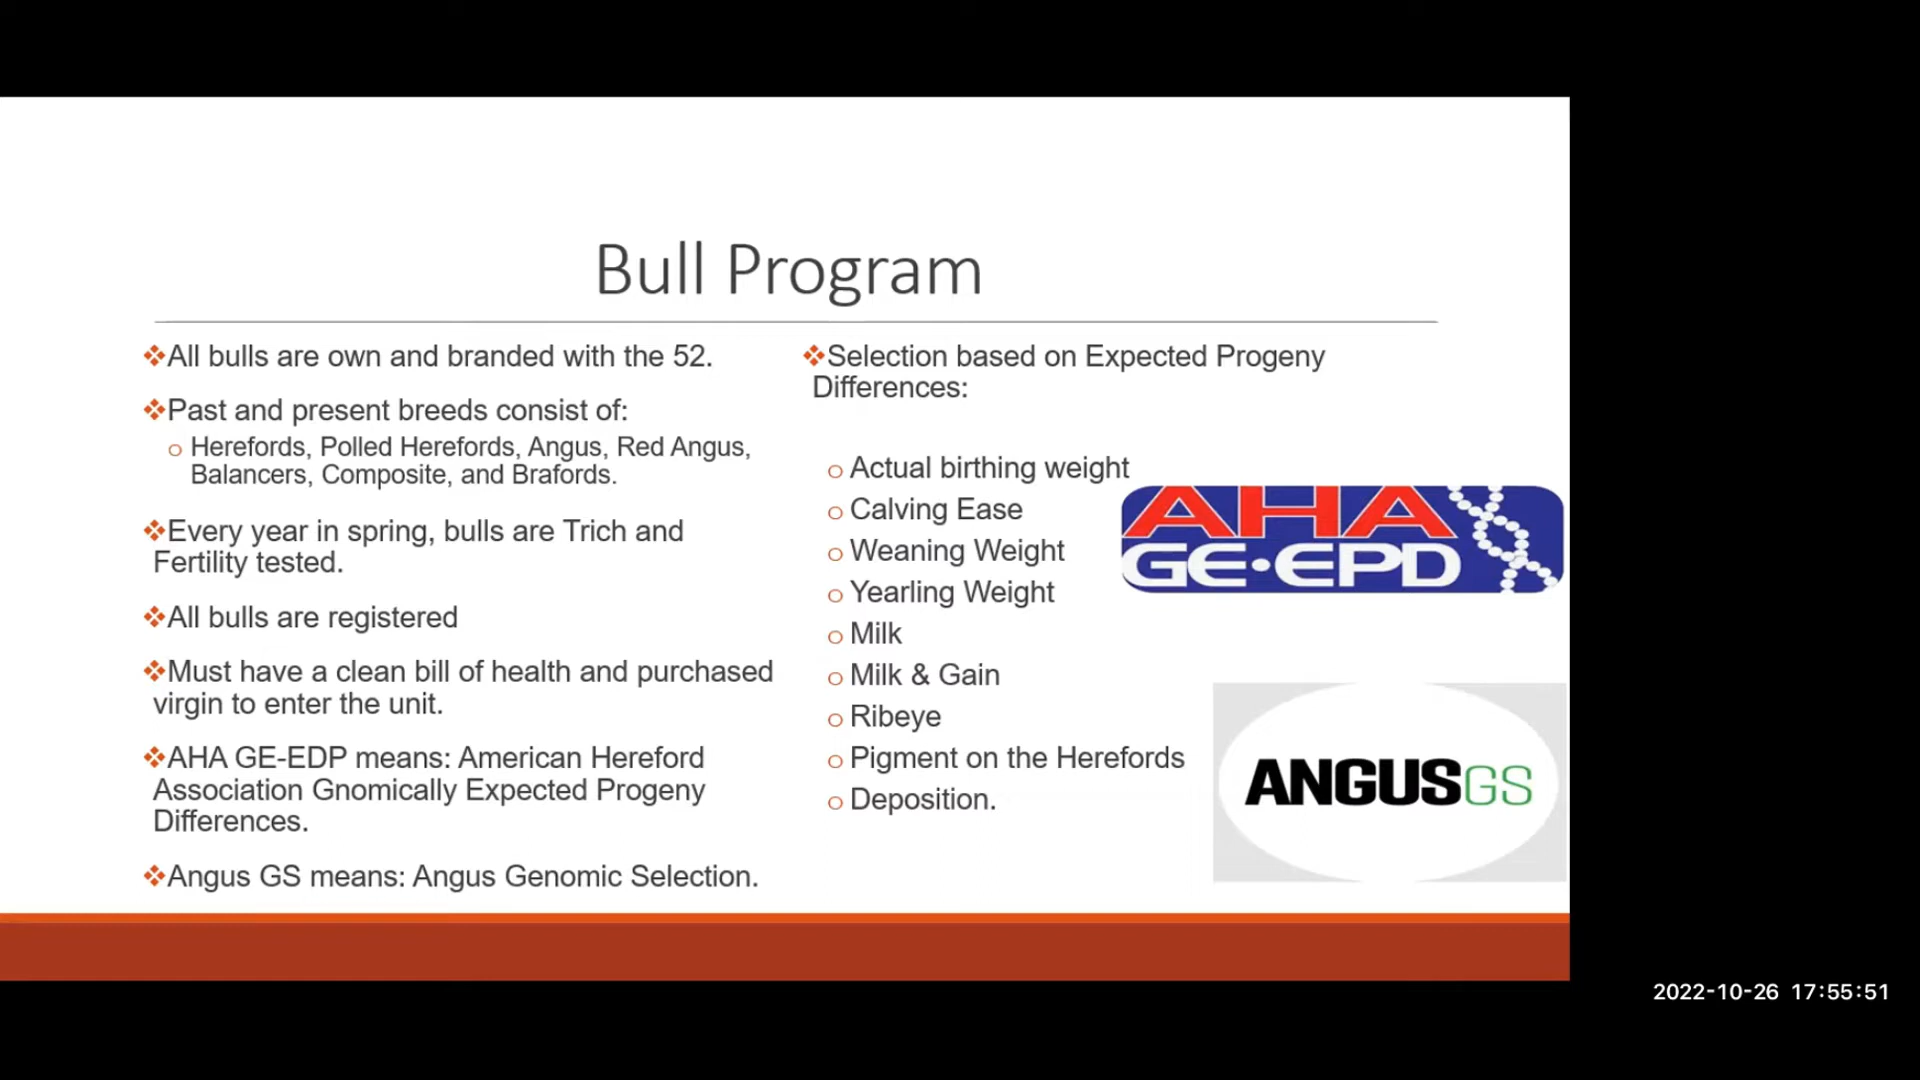 Bull Program
❖All bulls are own and branded with the 52.
❖Past and present breeds consist of:
o Herefords, Polled Herefords, Angus, Red Angus,
Balancers, Composite, and Brafords.
❖Every year in spring, bulls are Trich and
Fertility tested.
❖All bulls are registered
❖Must have a clean bill of health and purchased
virgin to enter the unit.
❖AHA GE-EDP means: American Hereford
Association Gnomically Expected Progeny
Differences.
❖Angus GS means: Angus Genomic Selection.
❖Selection based on Expected Progeny
Differences:
o Actual birthing weight
o Calving Ease
o Weaning Weight
o Yearling Weight
o Milk
o Milk & Gain
o Ribeye
o Pigment on the Herefords
o Deposition.
AHA
GE•EPD
ANGUSGS
2022-10-26 17:55:51